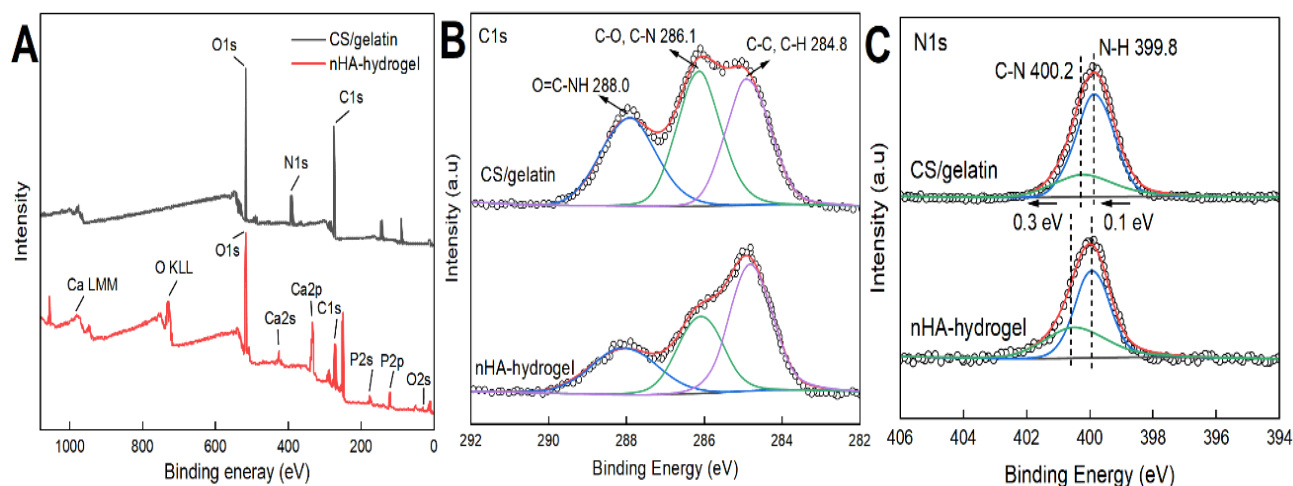 A
CS/gelatin
nHA-hydrogel
O1s
C1s
N1s
O1s
Ca LMM
O KLL
Ca2s
Ca2p
C1s
P2s
P2p
O2s
Intensity
1000
800
600
400
200
0
Binding eneray (eV)
B
C1s
C-O, C-N 286.1
C-C, C-H 284.8
O=C-NH 288.0
CS/gelatin
nHA-hydrogel
Intensity (a.u)
292
290
288
286
284
282
Binding Energy (eV)
C
N1s
N-H 399.8
C-N 400.2
CS/gelatin
0.3 eV
0.1 eV
nHA-hydrogel
Intensity (a.u)
406
404
402
400
398
396
394
Binding Energy (eV)